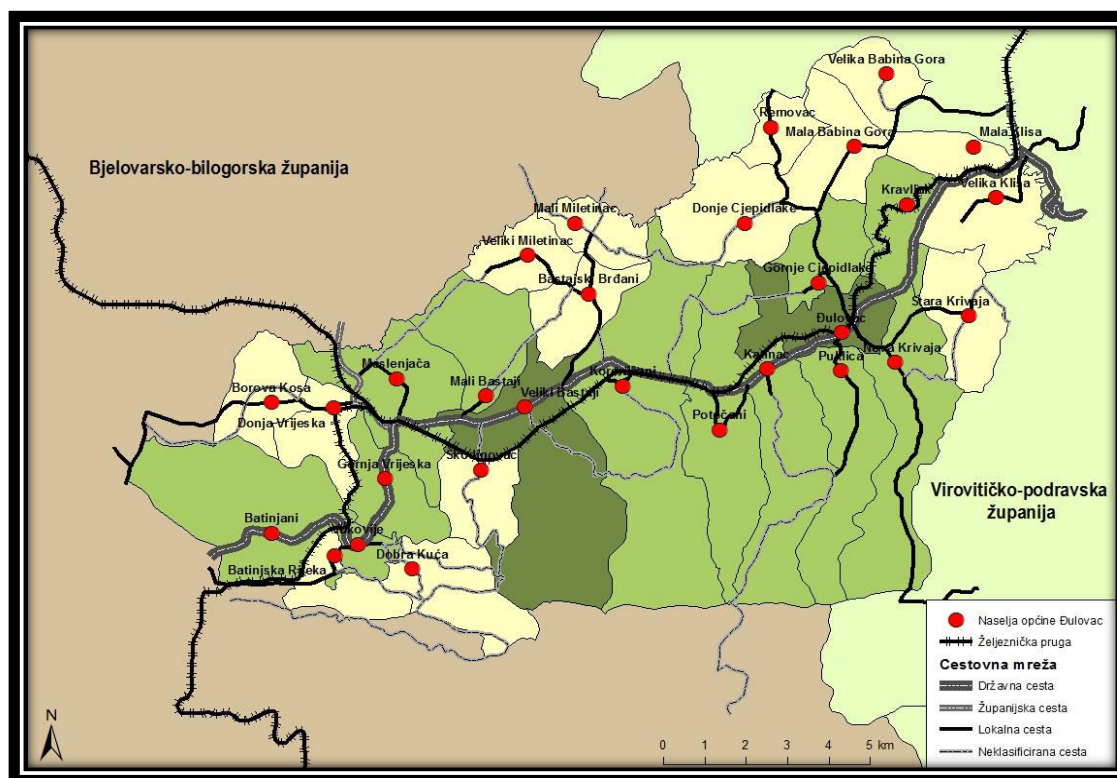 Velika Babina Gora
Removac
Mala Babina Gora
Mala Klisa
Bjelovarsko-bilogorska županija
Kravljak
Velika Klisa
Mali Miletinac
Donje Cjepidlake
Veliki Miletinac
Bastajski Brđani
Gornje Cjepidlake
Stara Krivaja
Đulovac
Nova Krivaja
Katinac
Puklica
Maslenjača
Mali Bastaji
Veliki Bastaji
Borova Kosa
Donja Vrijeska
Potočani
Gornja Vrijeska
Virovitičko-podravska
županija
Batinjani
Dobra Kuća
Batinjska Rijeka
Naselja općine Đulovac
Željeznička pruga
Cestovna mreža
Državna cesta
Županijska cesta
Lokalna cesta
Neklasificirana cesta
N
0 1 2 3 4 5 km